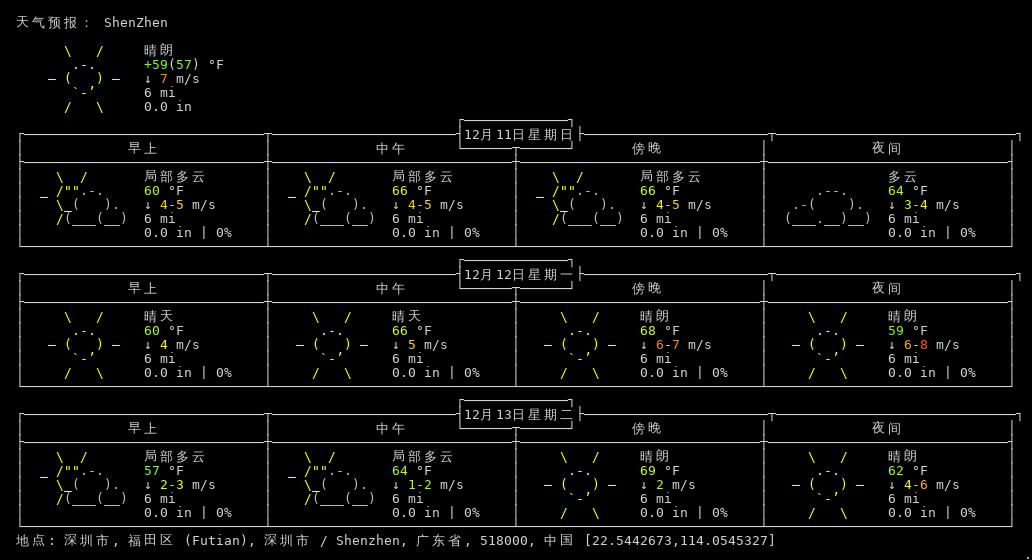 天气预报： ShenZhen
晴朗
+59(57) °F
↓ 7 m/s
6 mi
0.0 in
12月11日星期日
早上 中午 傍晚 夜间
局部多云 局部多云 局部多云 多云
60 °F 66 °F 66 °F 64 °F
↓ 4-5 m/s ↓ 4-5 m/s ↓ 4-5 m/s ↓ 3-4 m/s
6 mi 6 mi 6 mi 6 mi
0.0 in | 0% 0.0 in | 0% 0.0 in | 0% 0.0 in | 0%
12月12日星期一
早上 中午 傍晚 夜间
晴天 晴天 晴朗 晴朗
60 °F 66 °F 68 °F 59 °F
↓ 4 m/s ↓ 5 m/s ↓ 6-7 m/s ↓ 6-8 m/s
6 mi 6 mi 6 mi 6 mi
0.0 in | 0% 0.0 in | 0% 0.0 in | 0% 0.0 in | 0%
12月13日星期二
早上 中午 傍晚 夜间
局部多云 局部多云 晴朗 晴朗
57 °F 64 °F 69 °F 62 °F
↓ 2-3 m/s ↓ 1-2 m/s ↓ 2 m/s ↓ 4-6 m/s
6 mi 6 mi 6 mi 6 mi
0.0 in | 0% 0.0 in | 0% 0.0 in | 0% 0.0 in | 0%
地点: 深圳市, 福田区 (Futian), 深圳市 / Shenzhen, 广东省, 518000, 中国 [22.5442673,114.0545327]